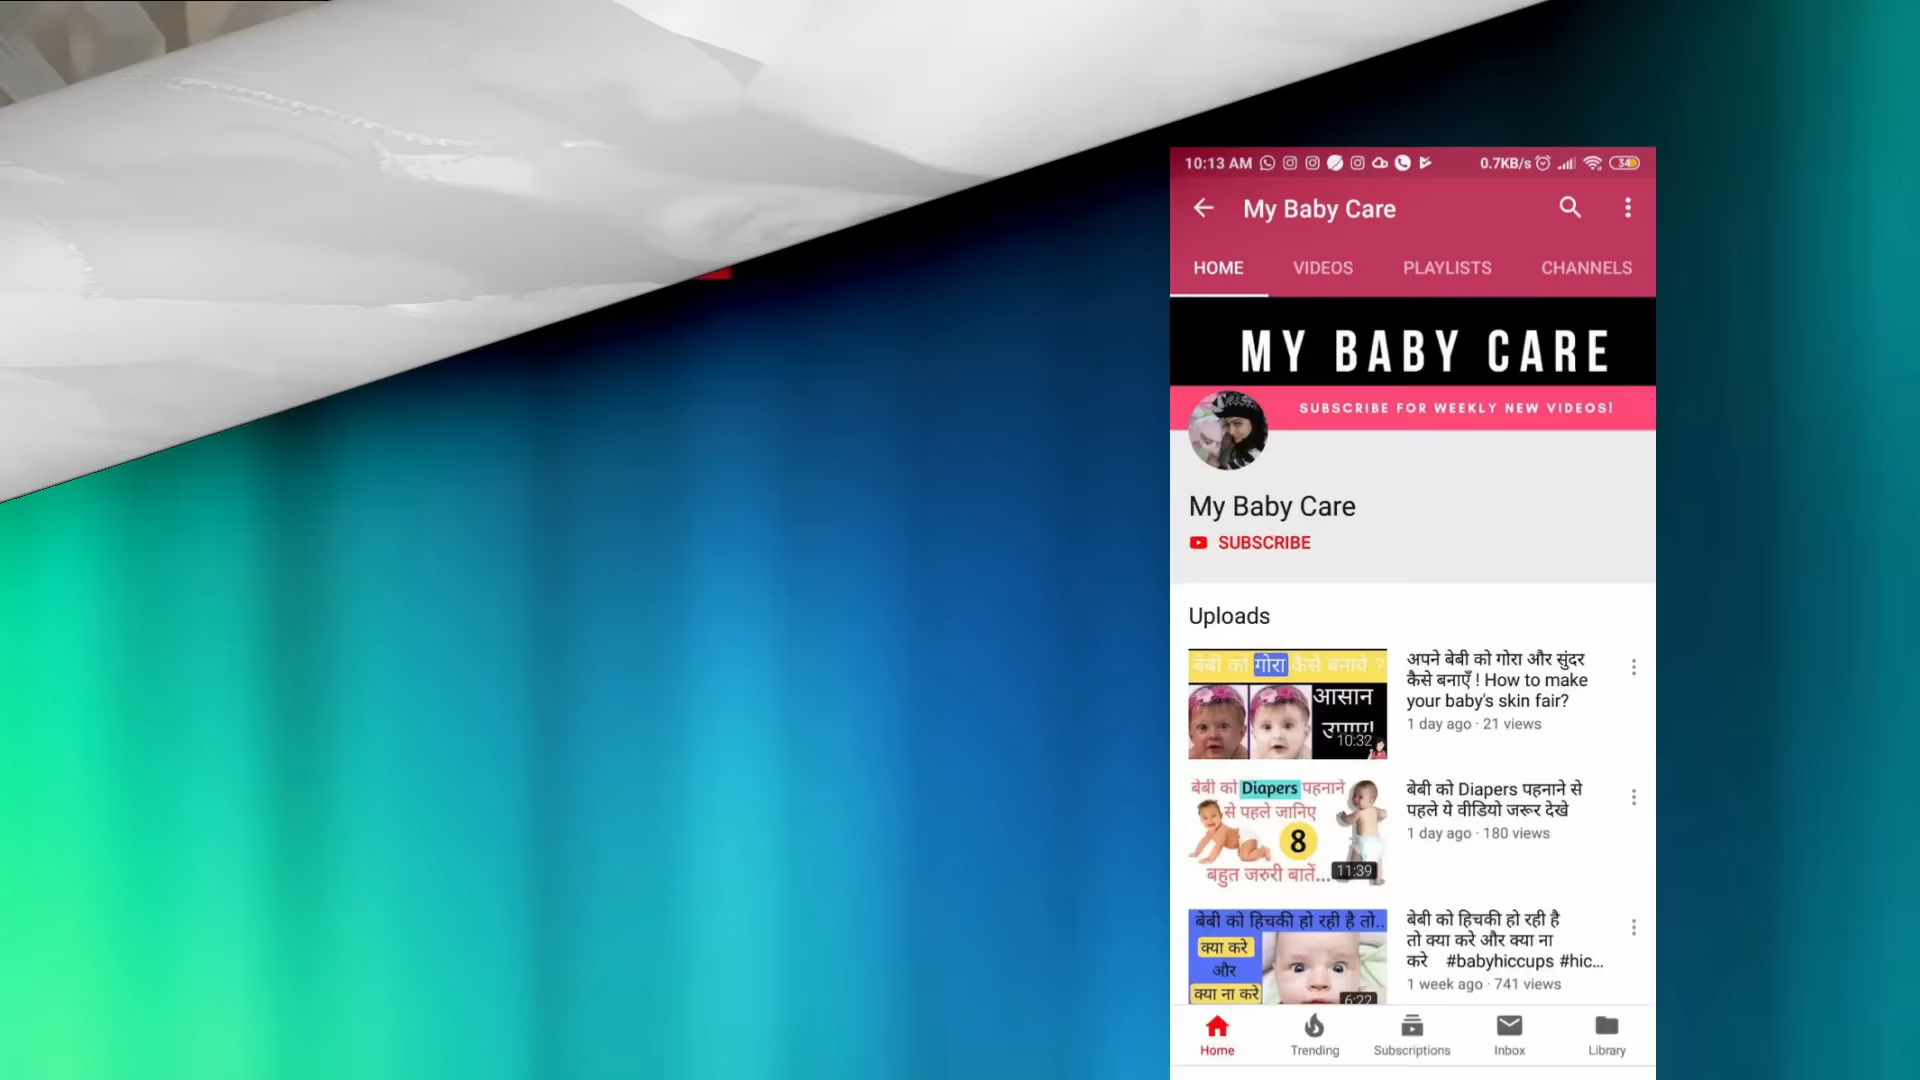 10:13 AM
0.7KB/s
34
My Baby Care
HOME VIDEOS PLAYLISTS CHANNELS
MY BABY CARE
SUBSCRIBE FOR WEEKLY NEW VIDEOS!
My Baby Care
SUBSCRIBE
Uploads
बेबी को गोरा कैसे बनाये ?
आसान
उपाए!
10:32
अपने बेबी को गोरा और सुंदर
कैसे बनाएँ ! How to make
your baby's skin fair?
1 day ago · 21 views
बेबी को Diapers पहनाने
से पहले जानिए
8
बहुत जरुरी बातें...
11:39
बेबी को Diapers पहनाने से
पहले ये वीडियो जरूर देखे
1 day ago · 180 views
बेबी को हिचकी हो रही है तो..
क्या करे
और
क्या ना करे
6:22
बेबी को हिचकी हो रही है
तो क्या करे और क्या ना
करे #babyhiccups #hic...
1 week ago · 741 views
Home Trending Subscriptions Inbox Library